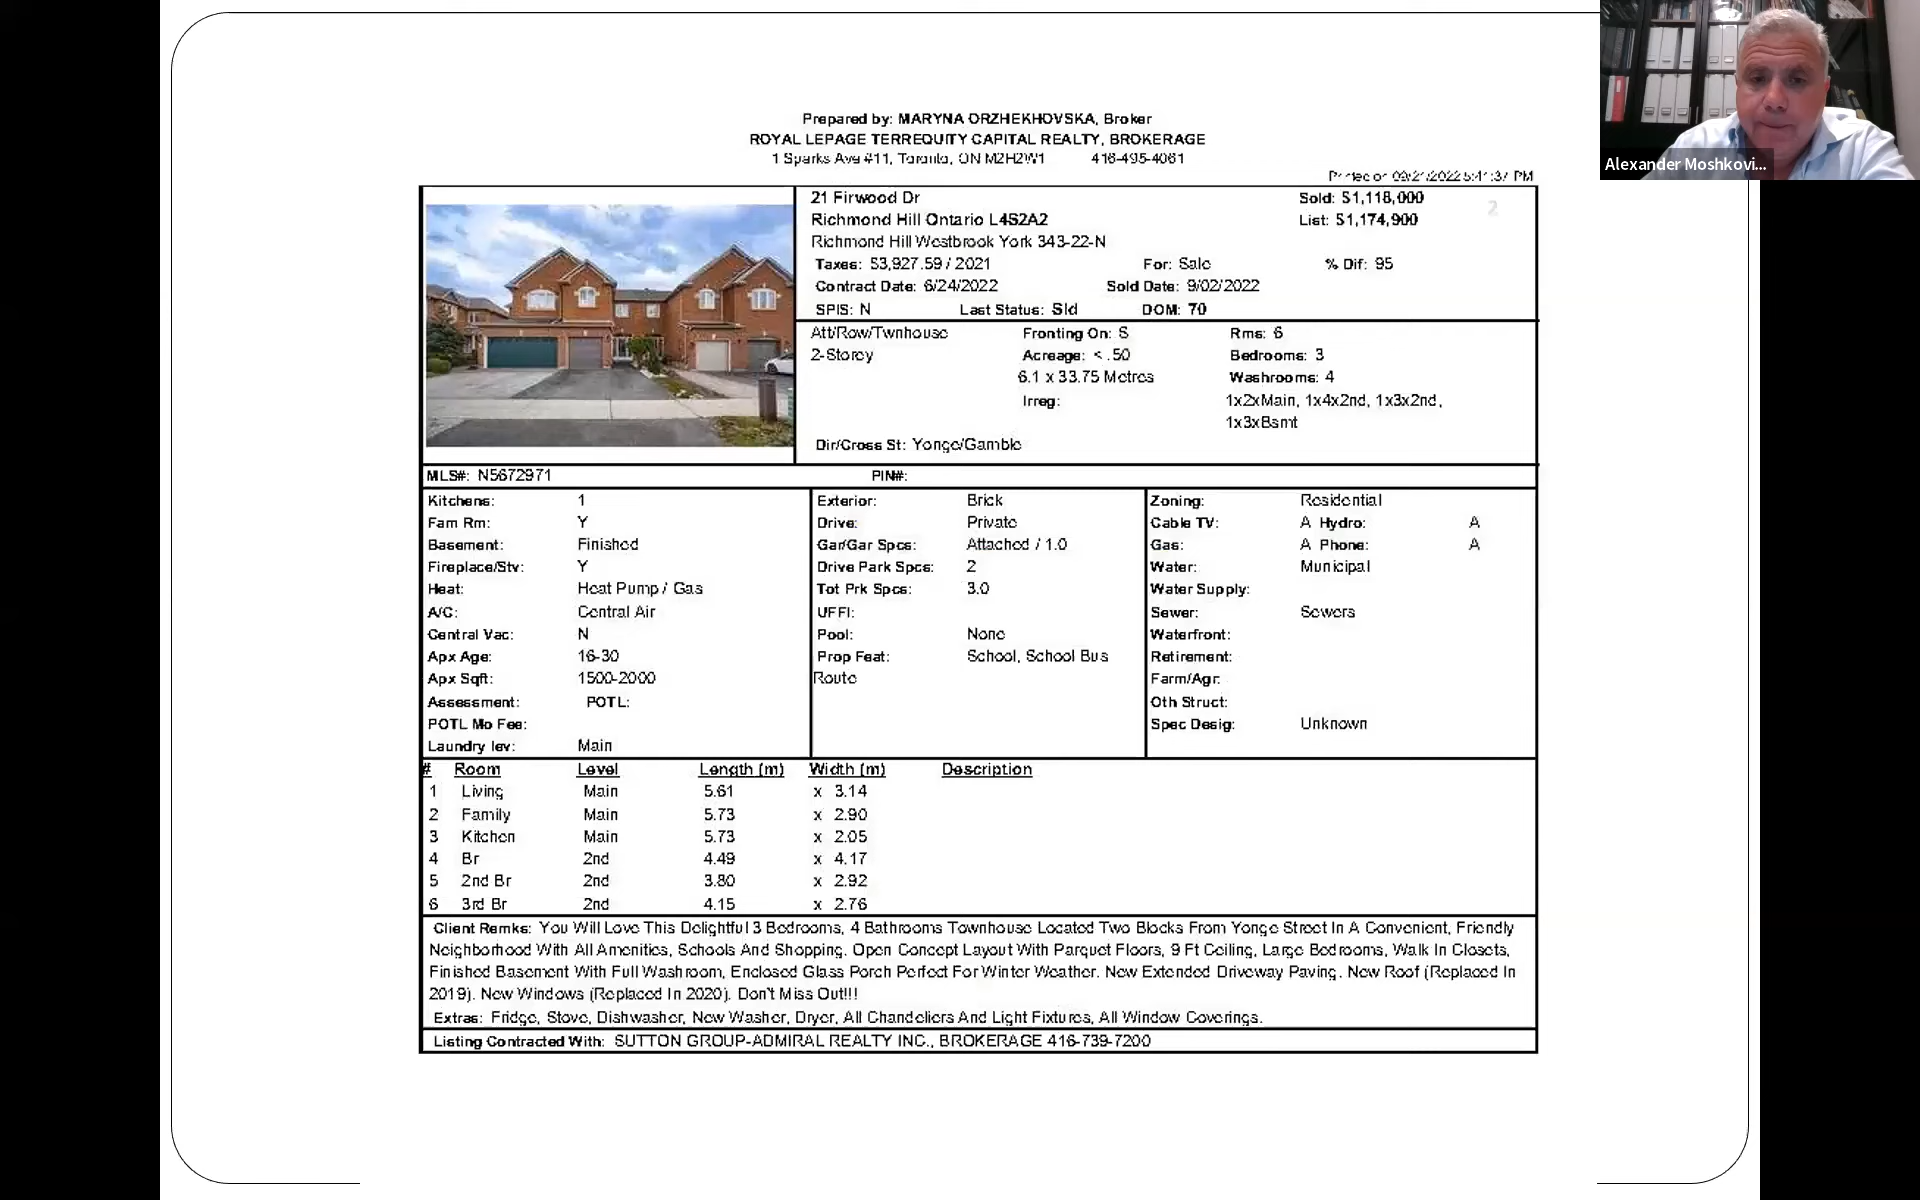 Prepared by: MARYNA ORZHEKHOVSKA, Broker
ROYAL LEPAGE TERREQUITY CAPITAL REALTY, BROKERAGE
1 Sparks Ave #11, Toronto, ON M2H2W1 416-495-4061
Printed on 09/21/2022 5:41:37 PM
Alexander Moshkovi...
21 Firwood Dr Sold: $1,118,000
Richmond Hill Ontario L4S2A2 List: $1,174,900
2
Richmond Hill Westbrook York 343-22-N
Taxes: $3,927.59 / 2021 For: Sale % Dif: 95
Contract Date: 6/24/2022 Sold Date: 9/02/2022
SPIS: N Last Status: Sld DOM: 70
Att/Row/Twnhouse Fronting On: S Rms: 6
2-Storey Acreage: < .50 Bedrooms: 3
6.1 x 33.75 Metres Washrooms: 4
Irreg: 1x2xMain, 1x4x2nd, 1x3x2nd,
1x3xBsmt
Dir/Cross St: Yonge/Gamble
MLS#: N5672971 PIN#:
Kitchens: 1 Exterior: Brick Zoning: Residential
Fam Rm: Y Drive: Private Cable TV: A Hydro: A
Basement: Finished Gar/Gar Spcs: Attached / 1.0 Gas: A Phone: A
Fireplace/Stv: Y Drive Park Spcs: 2 Water: Municipal
Heat: Heat Pump / Gas Tot Prk Spcs: 3.0 Water Supply:
A/C: Central Air UFFI: Sewer: Sewers
Central Vac: N Pool: None Waterfront:
Apx Age: 16-30 Prop Feat: School, School Bus Retirement:
Apx Sqft: 1500-2000 Route Farm/Agr:
Assessment: POTL: Oth Struct:
POTL Mo Fee: Spec Desig: Unknown
Laundry lev: Main
# Room Level Length (m) Width (m) Description
1 Living Main 5.61 x 3.14
2 Family Main 5.73 x 2.90
3 Kitchen Main 5.73 x 2.05
4 Br 2nd 4.49 x 4.17
5 2nd Br 2nd 3.80 x 2.92
6 3rd Br 2nd 4.15 x 2.76
Client Remks: You Will Love This Delightful 3 Bedrooms, 4 Bathrooms Townhouse Located Two Blocks From Yonge Street In A Convenient, Friendly
Neighborhood With All Amenities, Schools And Shopping. Open Concept Layout With Parquet Floors, 9 Ft Ceiling, Large Bedrooms, Walk In Closets,
Finished Basement With Full Washroom, Enclosed Glass Porch Perfect For Winter Weather. New Extended Driveway Paving. New Roof (Replaced In
2019). New Windows (Replaced In 2020). Don't Miss Out!!!
Extras: Fridge, Stove, Dishwasher, New Washer, Dryer, All Chandeliers And Light Fixtures, All Window Coverings.
Listing Contracted With: SUTTON GROUP-ADMIRAL REALTY INC., BROKERAGE 416-739-7200